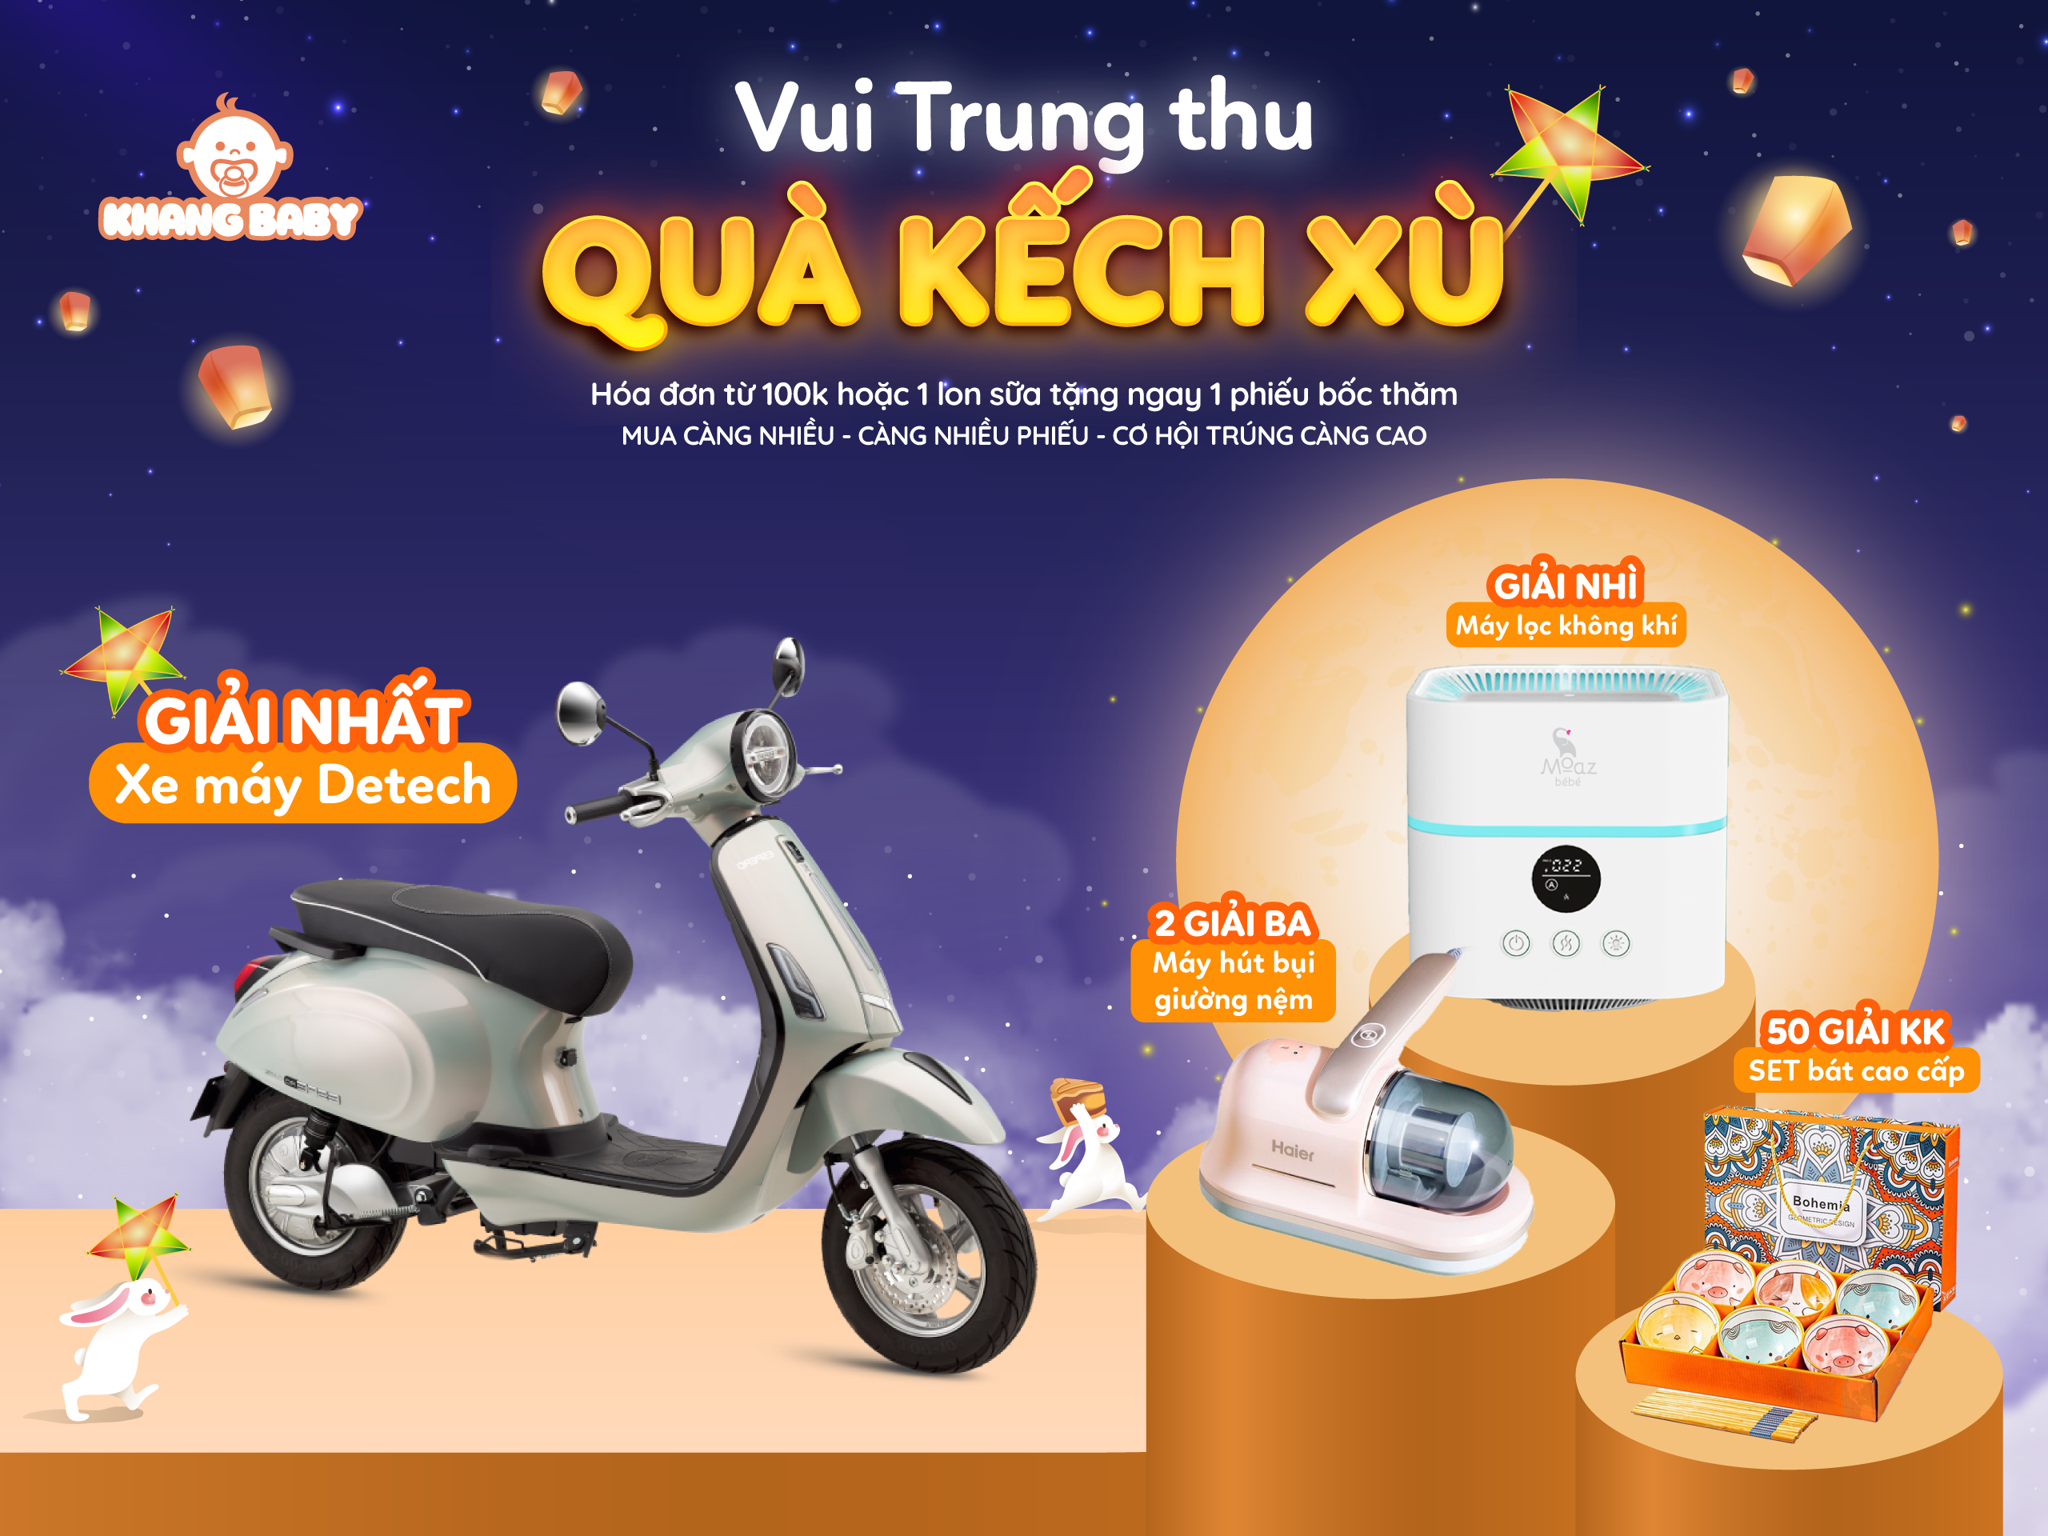 KHANG BABY
Vui Trung thu
QUÀ KẾCH XÙ
Hóa đơn từ 100k hoặc 1 lon sữa tặng ngay 1 phiếu bốc thăm
MUA CÀNG NHIỀU - CÀNG NHIỀU PHIẾU - CƠ HỘI TRÚNG CÀNG CAO
GIẢI NHẤT
Xe máy Detech
GIẢI NHÌ
Máy lọc không khí
Moaz
bébé
022
A
2 GIẢI BA
Máy hút bụi
giường nệm
Haier
50 GIẢI KK
SET bát cao cấp
Bohemia
GEOMETRIC DESIGN